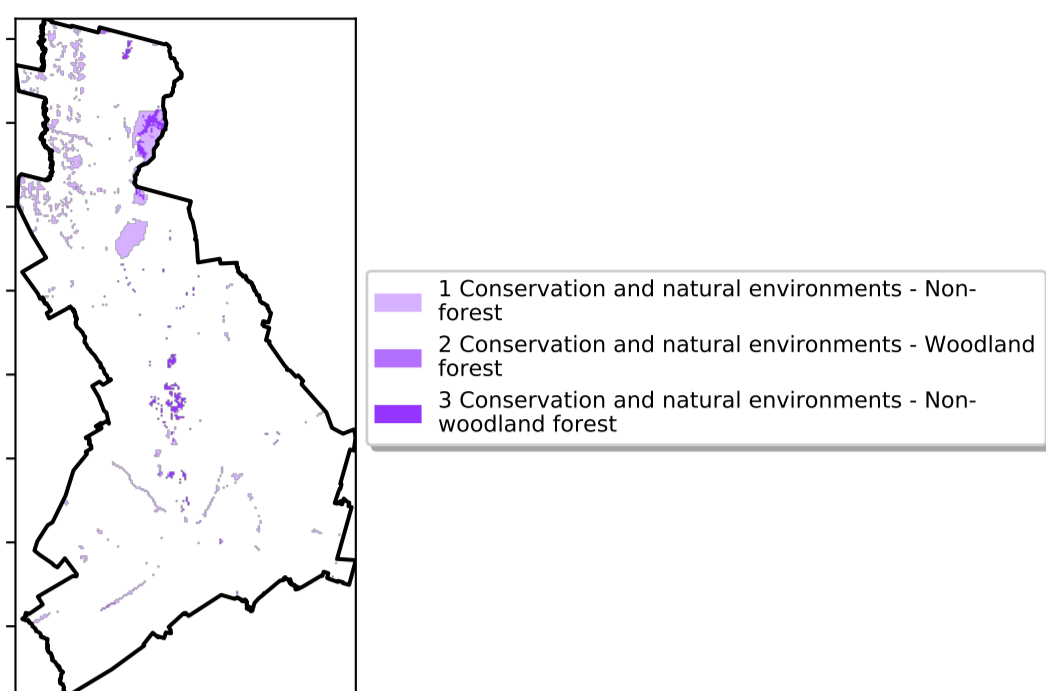 1 Conservation and natural environments - Non-
forest
2 Conservation and natural environments - Woodland
forest
3 Conservation and natural environments - Non-
woodland forest